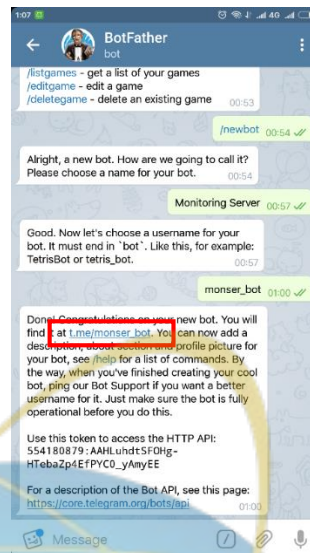 1:07
4G
BotFather
bot
/listgames - get a list of your games
/editgame - edit a game
/deletegame - delete an existing game 00:53
/newbot 00:54
Alright, a new bot. How are we going to call it?
Please choose a name for your bot. 00:54
Monitoring Server 00:57
Good. Now let's choose a username for your
bot. It must end in `bot`. Like this, for example:
TetrisBot or tetris_bot. 00:57
monser_bot 01:00
Done! Congratulations on your new bot. You will
find it at t.me/monser_bot. You can now add a
description, about section and profile picture for
your bot, see /help for a list of commands. By
the way, when you've finished creating your cool
bot, ping our Bot Support if you want a better
username for it. Just make sure the bot is fully
operational before you do this.
Use this token to access the HTTP API:
554180879:AAHLuhdtSFOHg-
HTebaZp4EfPYC0_yAmyEE
For a description of the Bot API, see this page:
https://core.telegram.org/bots/api 01:00
Message